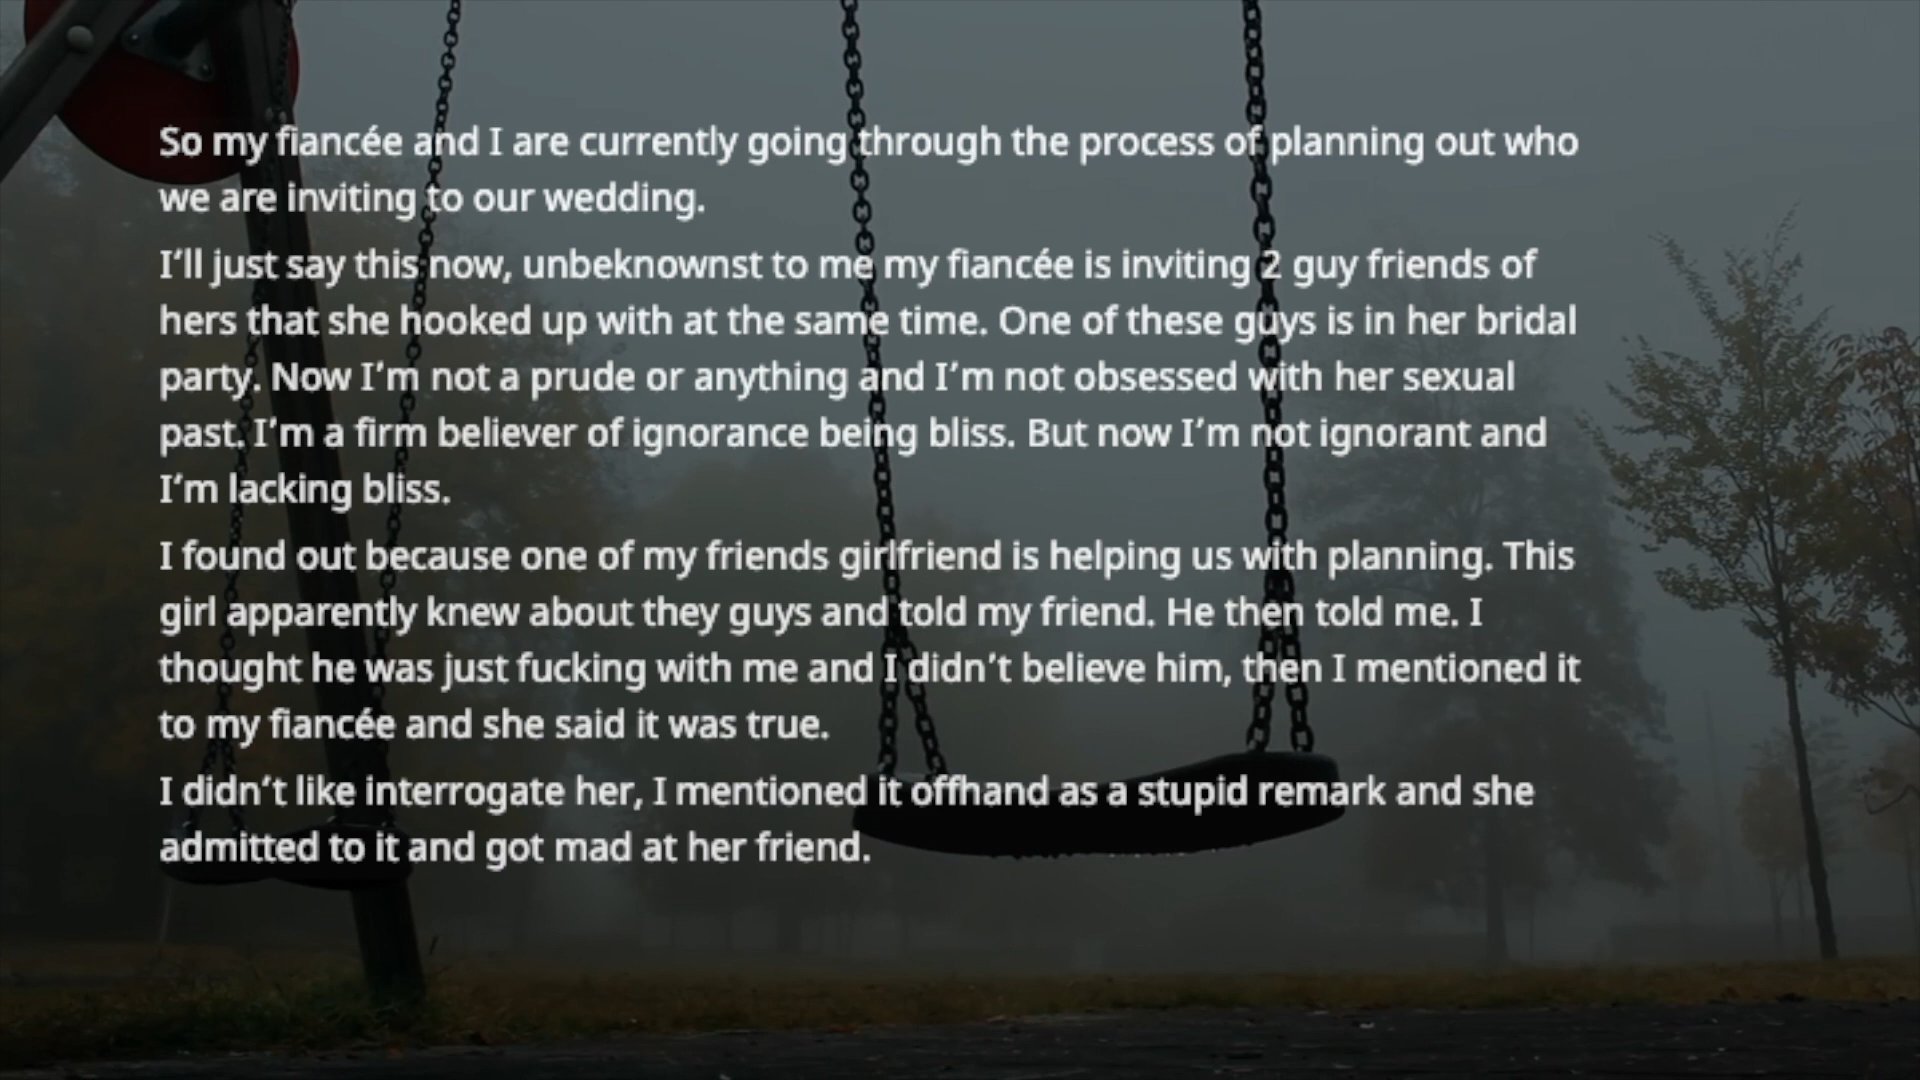 So my fiancée and I are currently going through the process of planning out who
we are inviting to our wedding.
I’ll just say this now, unbeknownst to me my fiancée is inviting 2 guy friends of
hers that she hooked up with at the same time. One of these guys is in her bridal
party. Now I’m not a prude or anything and I’m not obsessed with her sexual
past. I’m a firm believer of ignorance being bliss. But now I’m not ignorant and
I’m lacking bliss.
I found out because one of my friends girlfriend is helping us with planning. This
girl apparently knew about they guys and told my friend. He then told me. I
thought he was just fucking with me and I didn’t believe him, then I mentioned it
to my fiancée and she said it was true.
I didn’t like interrogate her, I mentioned it offhand as a stupid remark and she
admitted to it and got mad at her friend.